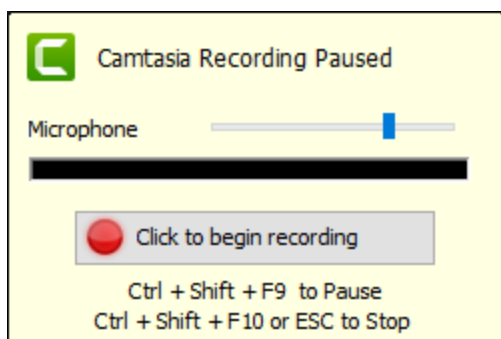 Camtasia Recording Paused
Microphone
Click to begin recording
Ctrl + Shift + F9 to Pause
Ctrl + Shift + F10 or ESC to Stop